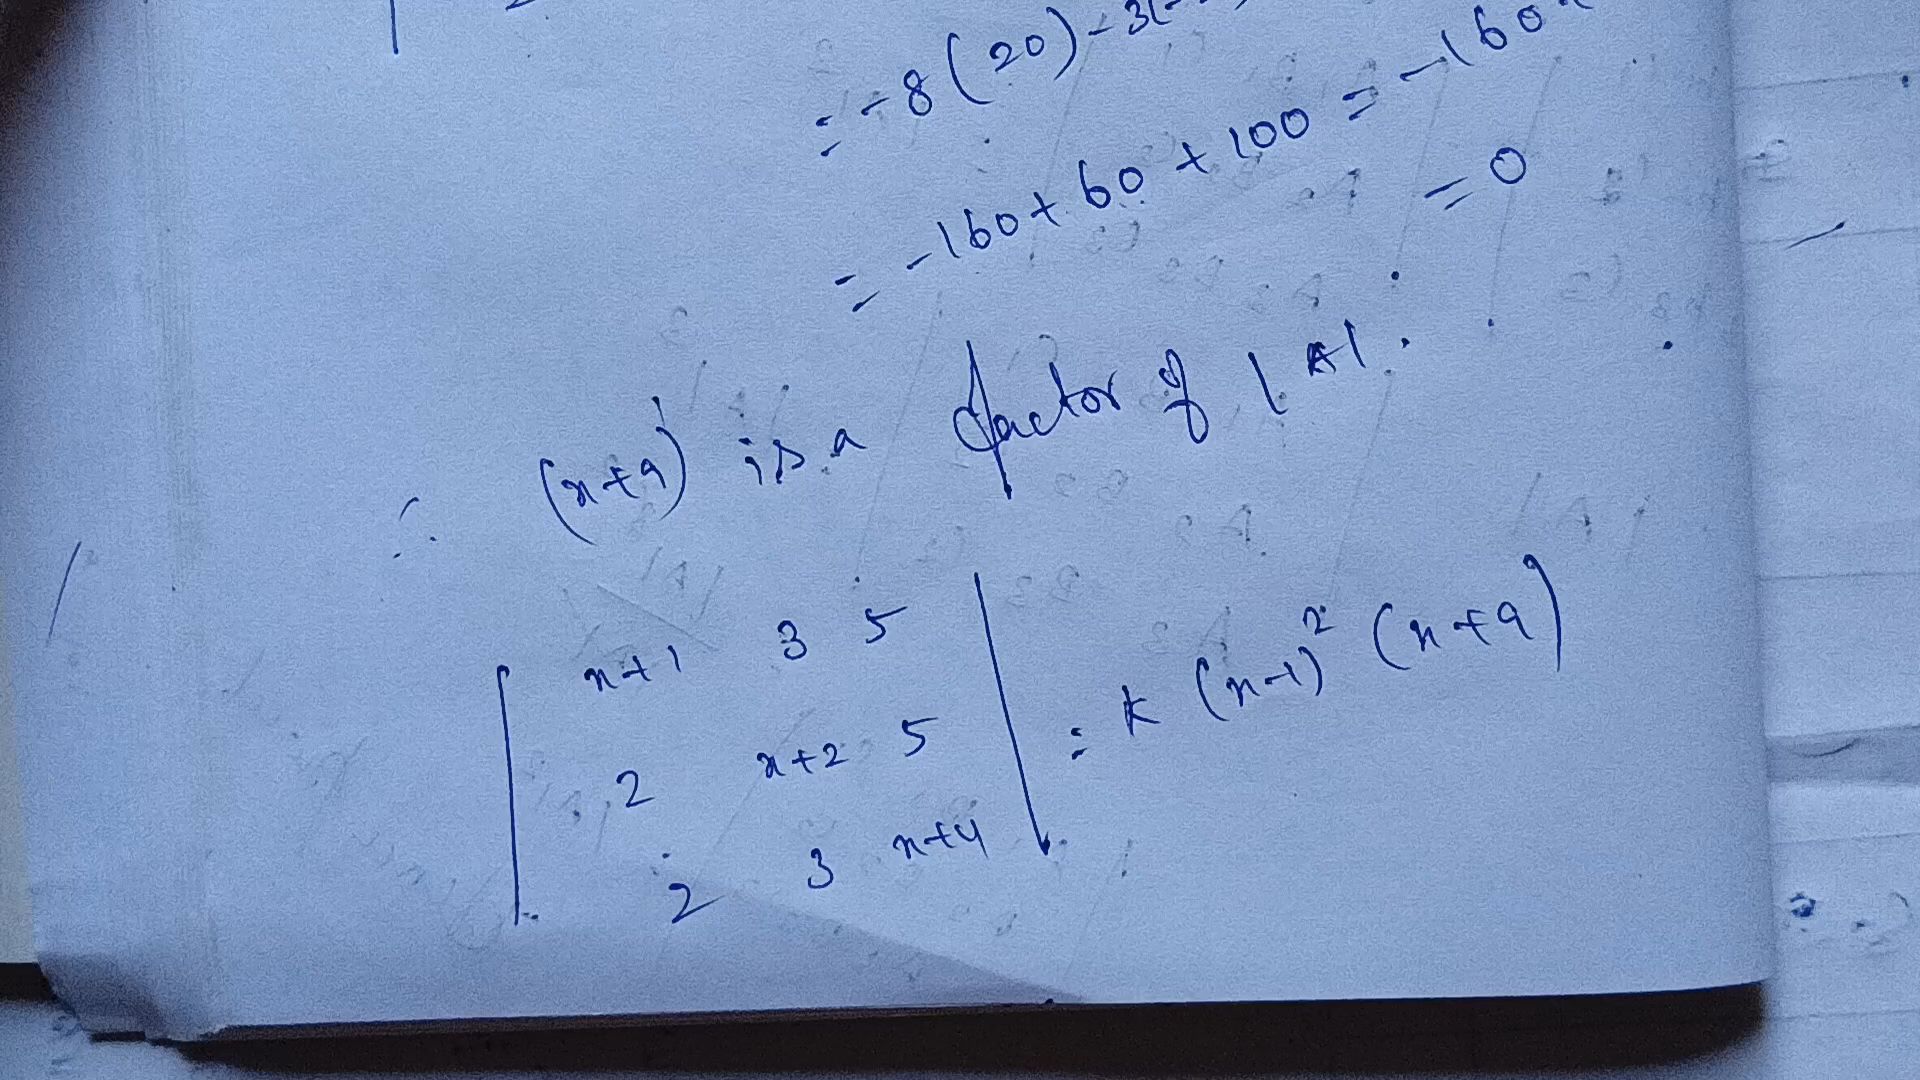 = -8 (20) - 3(-
= -160 + 60 + 100 = -160
= 0
∴ (x+9) is a factor of |A|.
| x+1 3 5 |
| 2 x+2 5 | = k (x-1)² (x+9)
| 2 3 x+4 |